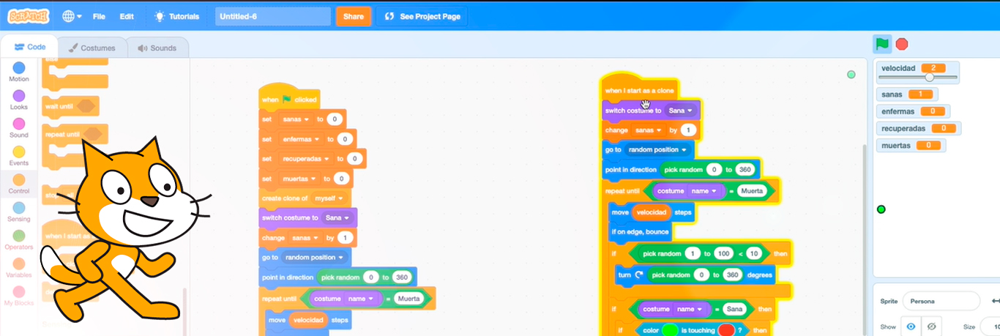 SCRATCH File Edit Tutorials Untitled-6 Share See Project Page
Code Costumes Sounds
Motion
Looks
Sound
Events
Control
Sensing
Operators
Variables
My Blocks
wait until
repeat until
when I start as
when clicked
set sanas to 0
set enfermas to 0
set recuperadas to 0
set muertas to 0
create clone of myself
switch costume to Sana
change sanas by 1
go to random position
point in direction pick random 0 to 360
repeat until costume name = Muerta
move velocidad steps
when I start as a clone
switch costume to Sana
change sanas by 1
go to random position
point in direction pick random 0 to 360
repeat until costume name = Muerta
move velocidad steps
if on edge, bounce
if pick random 1 to 100 < 10 then
turn pick random 0 to 360 degrees
if costume name = Sana then
if color is touching ? then
velocidad 2
sanas 1
enfermas 0
recuperadas 0
muertas 0
Sprite Persona
Show Size 10